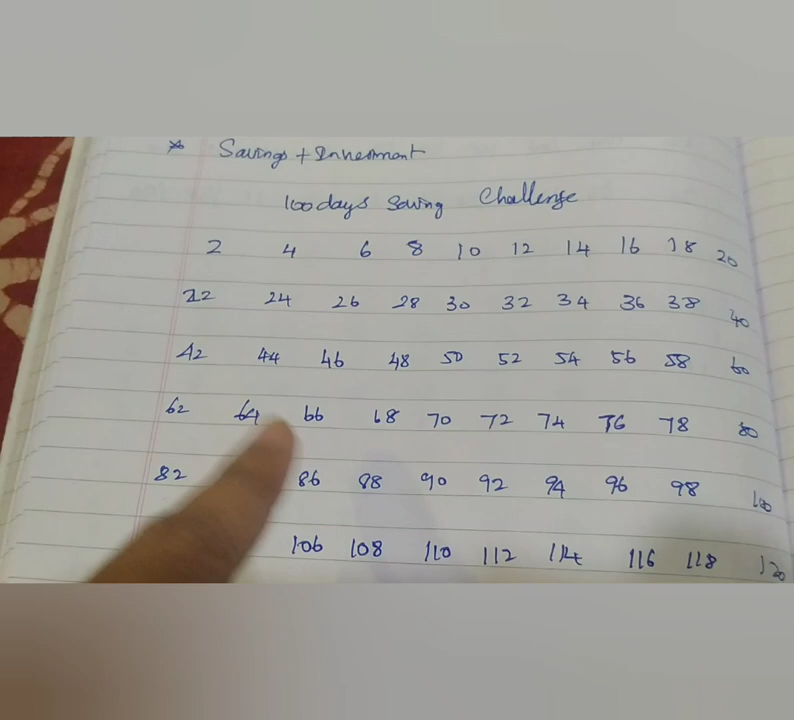 * Savings + Invesment
100 days Saving Challenge
2 4 6 8 10 12 14 16 18 20
22 24 26 28 30 32 34 36 38 40
42 44 46 48 50 52 54 56 58 60
62 64 66 68 70 72 74 76 78 80
82 86 88 90 92 94 96 98 100
106 108 110 112 114 116 118 120